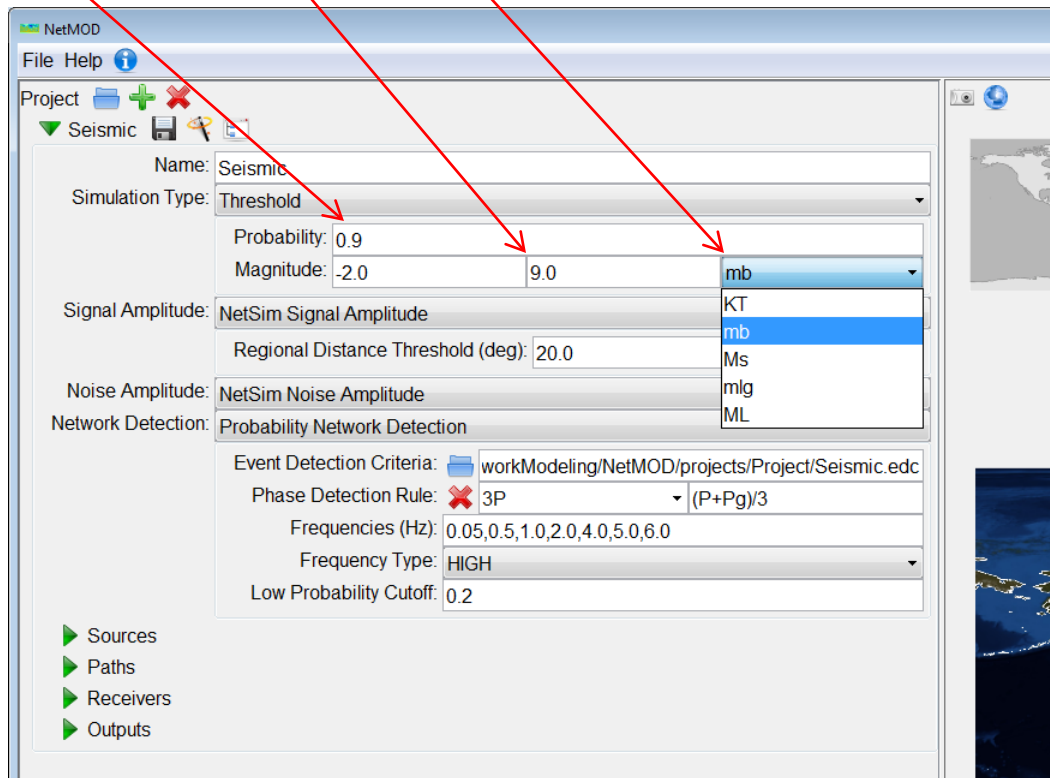 NetMOD
File Help
Project
Seismic
Name: Seismic
Simulation Type: Threshold
Probability: 0.9
Magnitude: -2.0 9.0 mb
KT
mb
Ms
mlg
ML
Signal Amplitude: NetSim Signal Amplitude
Regional Distance Threshold (deg): 20.0
Noise Amplitude: NetSim Noise Amplitude
Network Detection: Probability Network Detection
Event Detection Criteria: workModeling/NetMOD/projects/Project/Seismic.edc
Phase Detection Rule: 3P (P+Pg)/3
Frequencies (Hz): 0.05,0.5,1.0,2.0,4.0,5.0,6.0
Frequency Type: HIGH
Low Probability Cutoff: 0.2
Sources
Paths
Receivers
Outputs